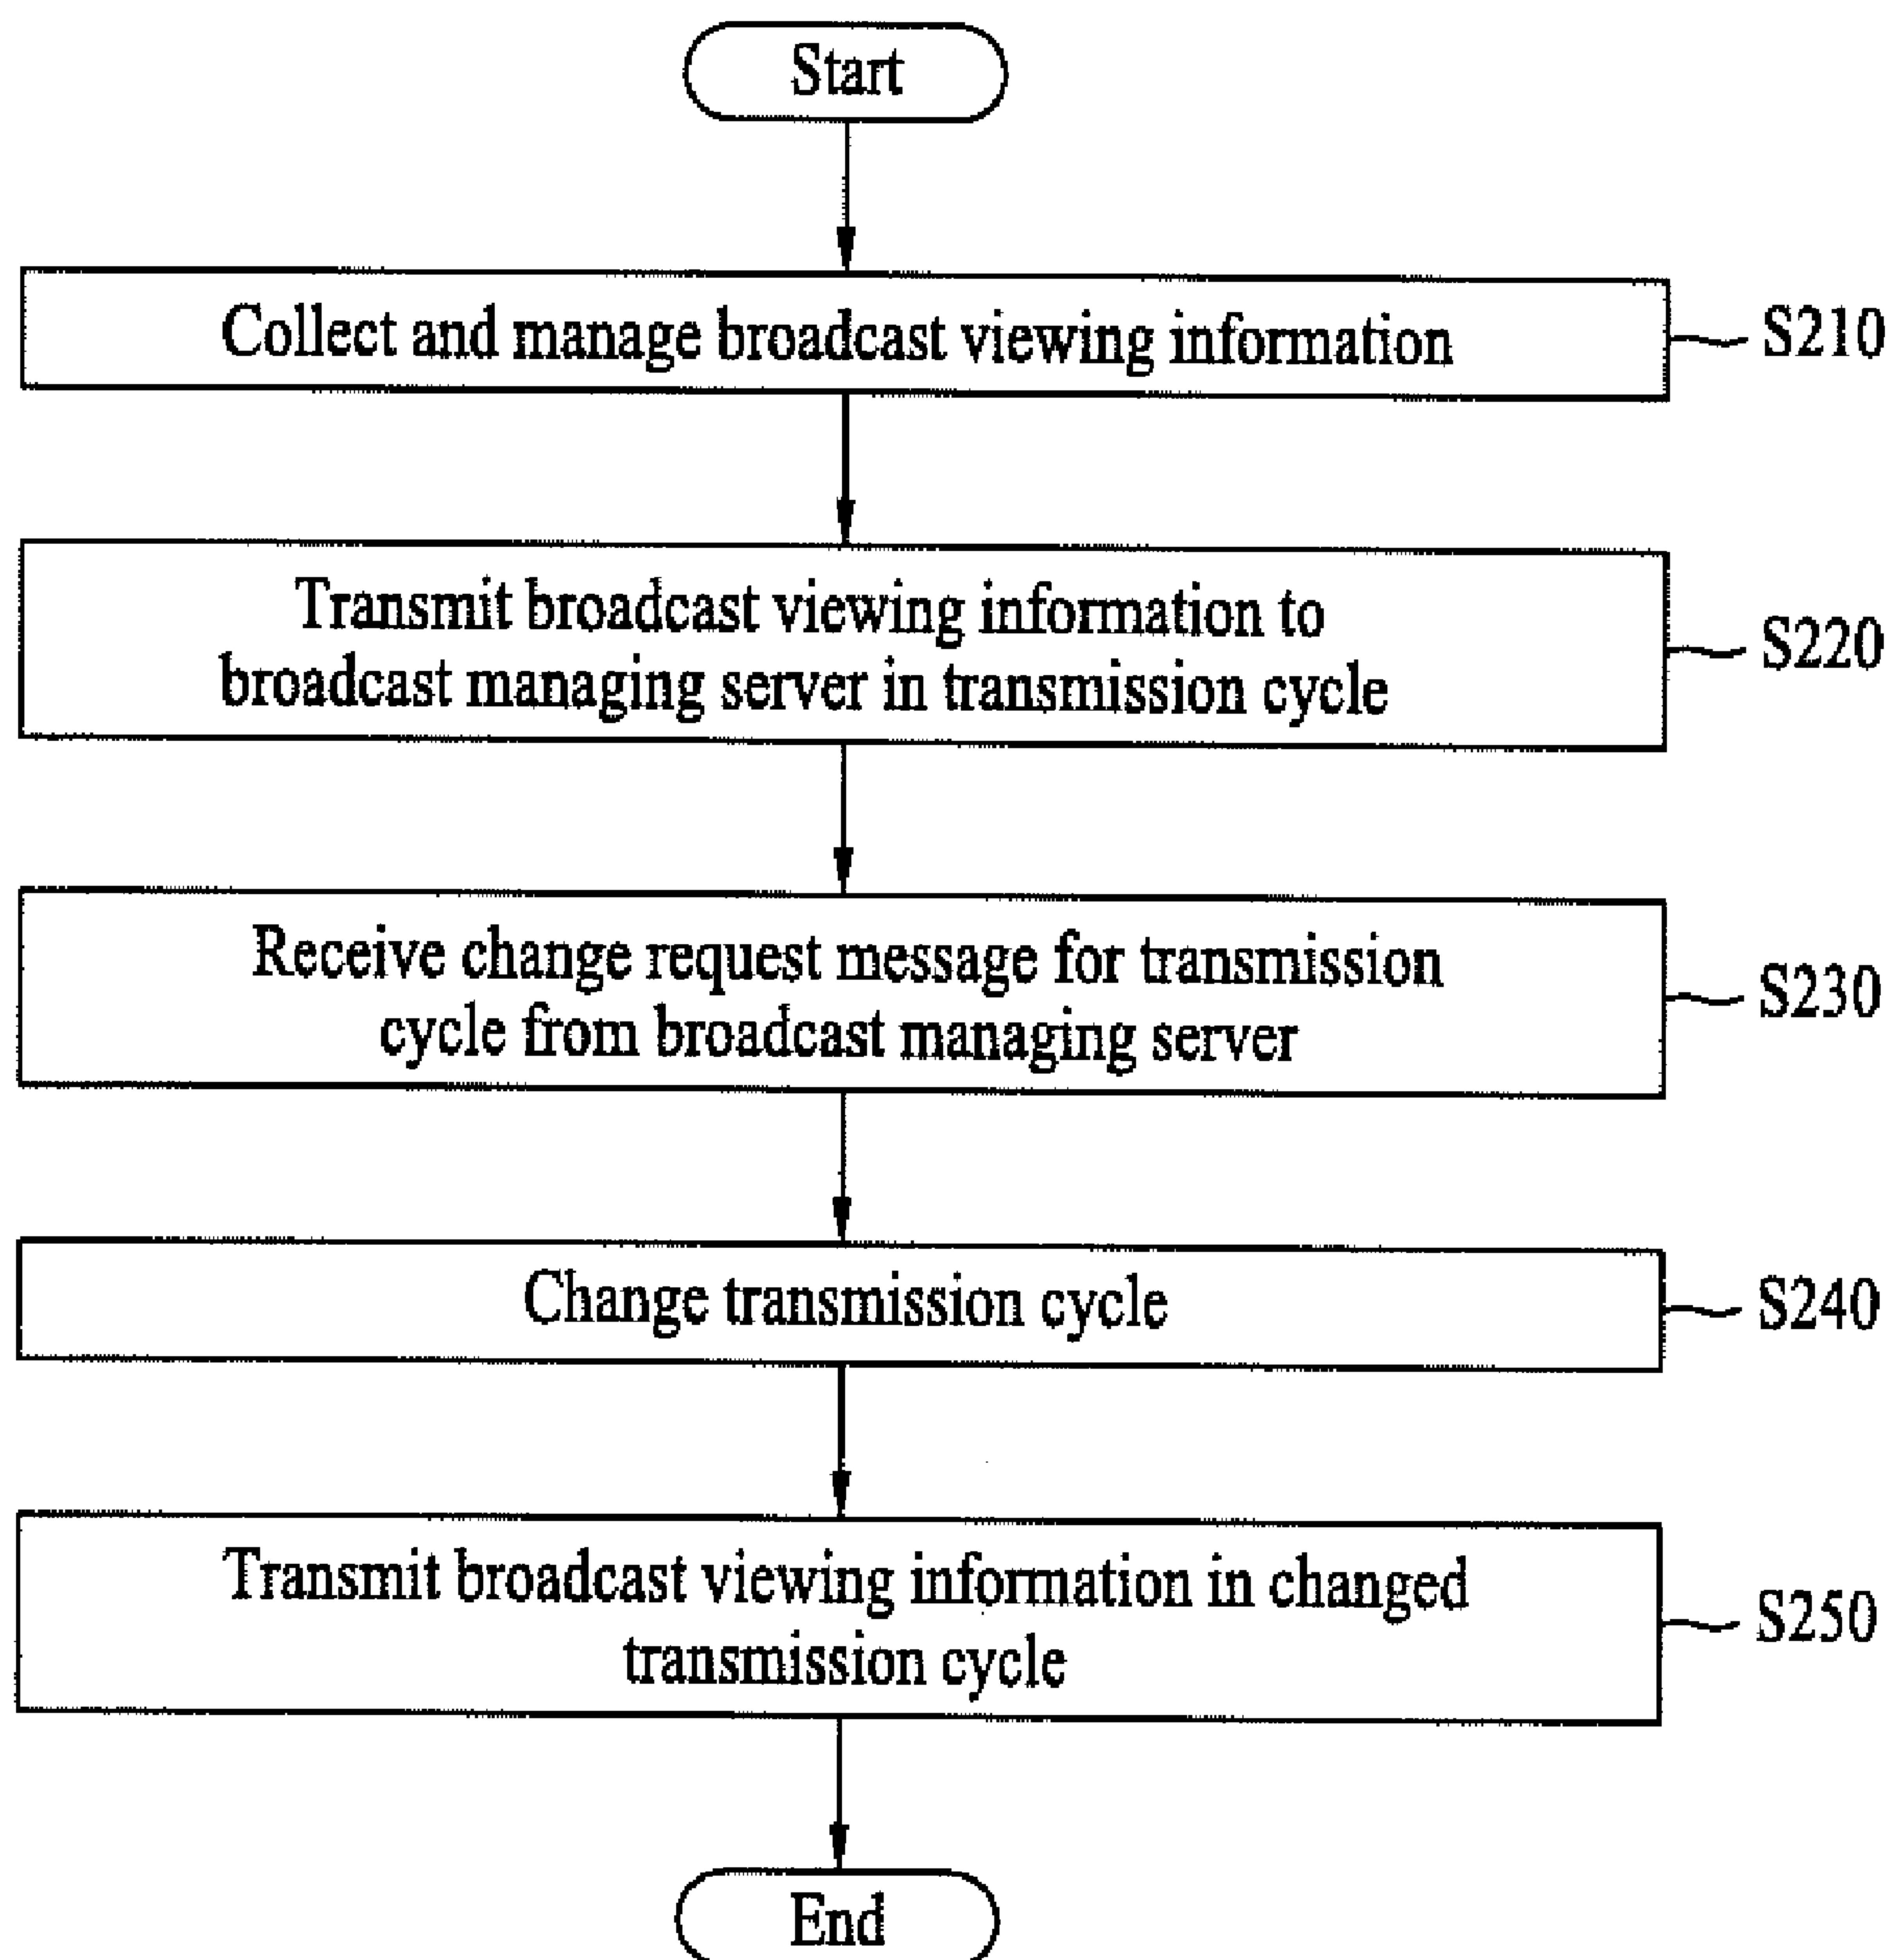 Start
Collect and manage broadcast viewing information
S210
Transmit broadcast viewing information to
broadcast managing server in transmission cycle
S220
Receive change request message for transmission
cycle from broadcast managing server
S230
Change transmission cycle
S240
Transmit broadcast viewing information in changed
transmission cycle
S250
End